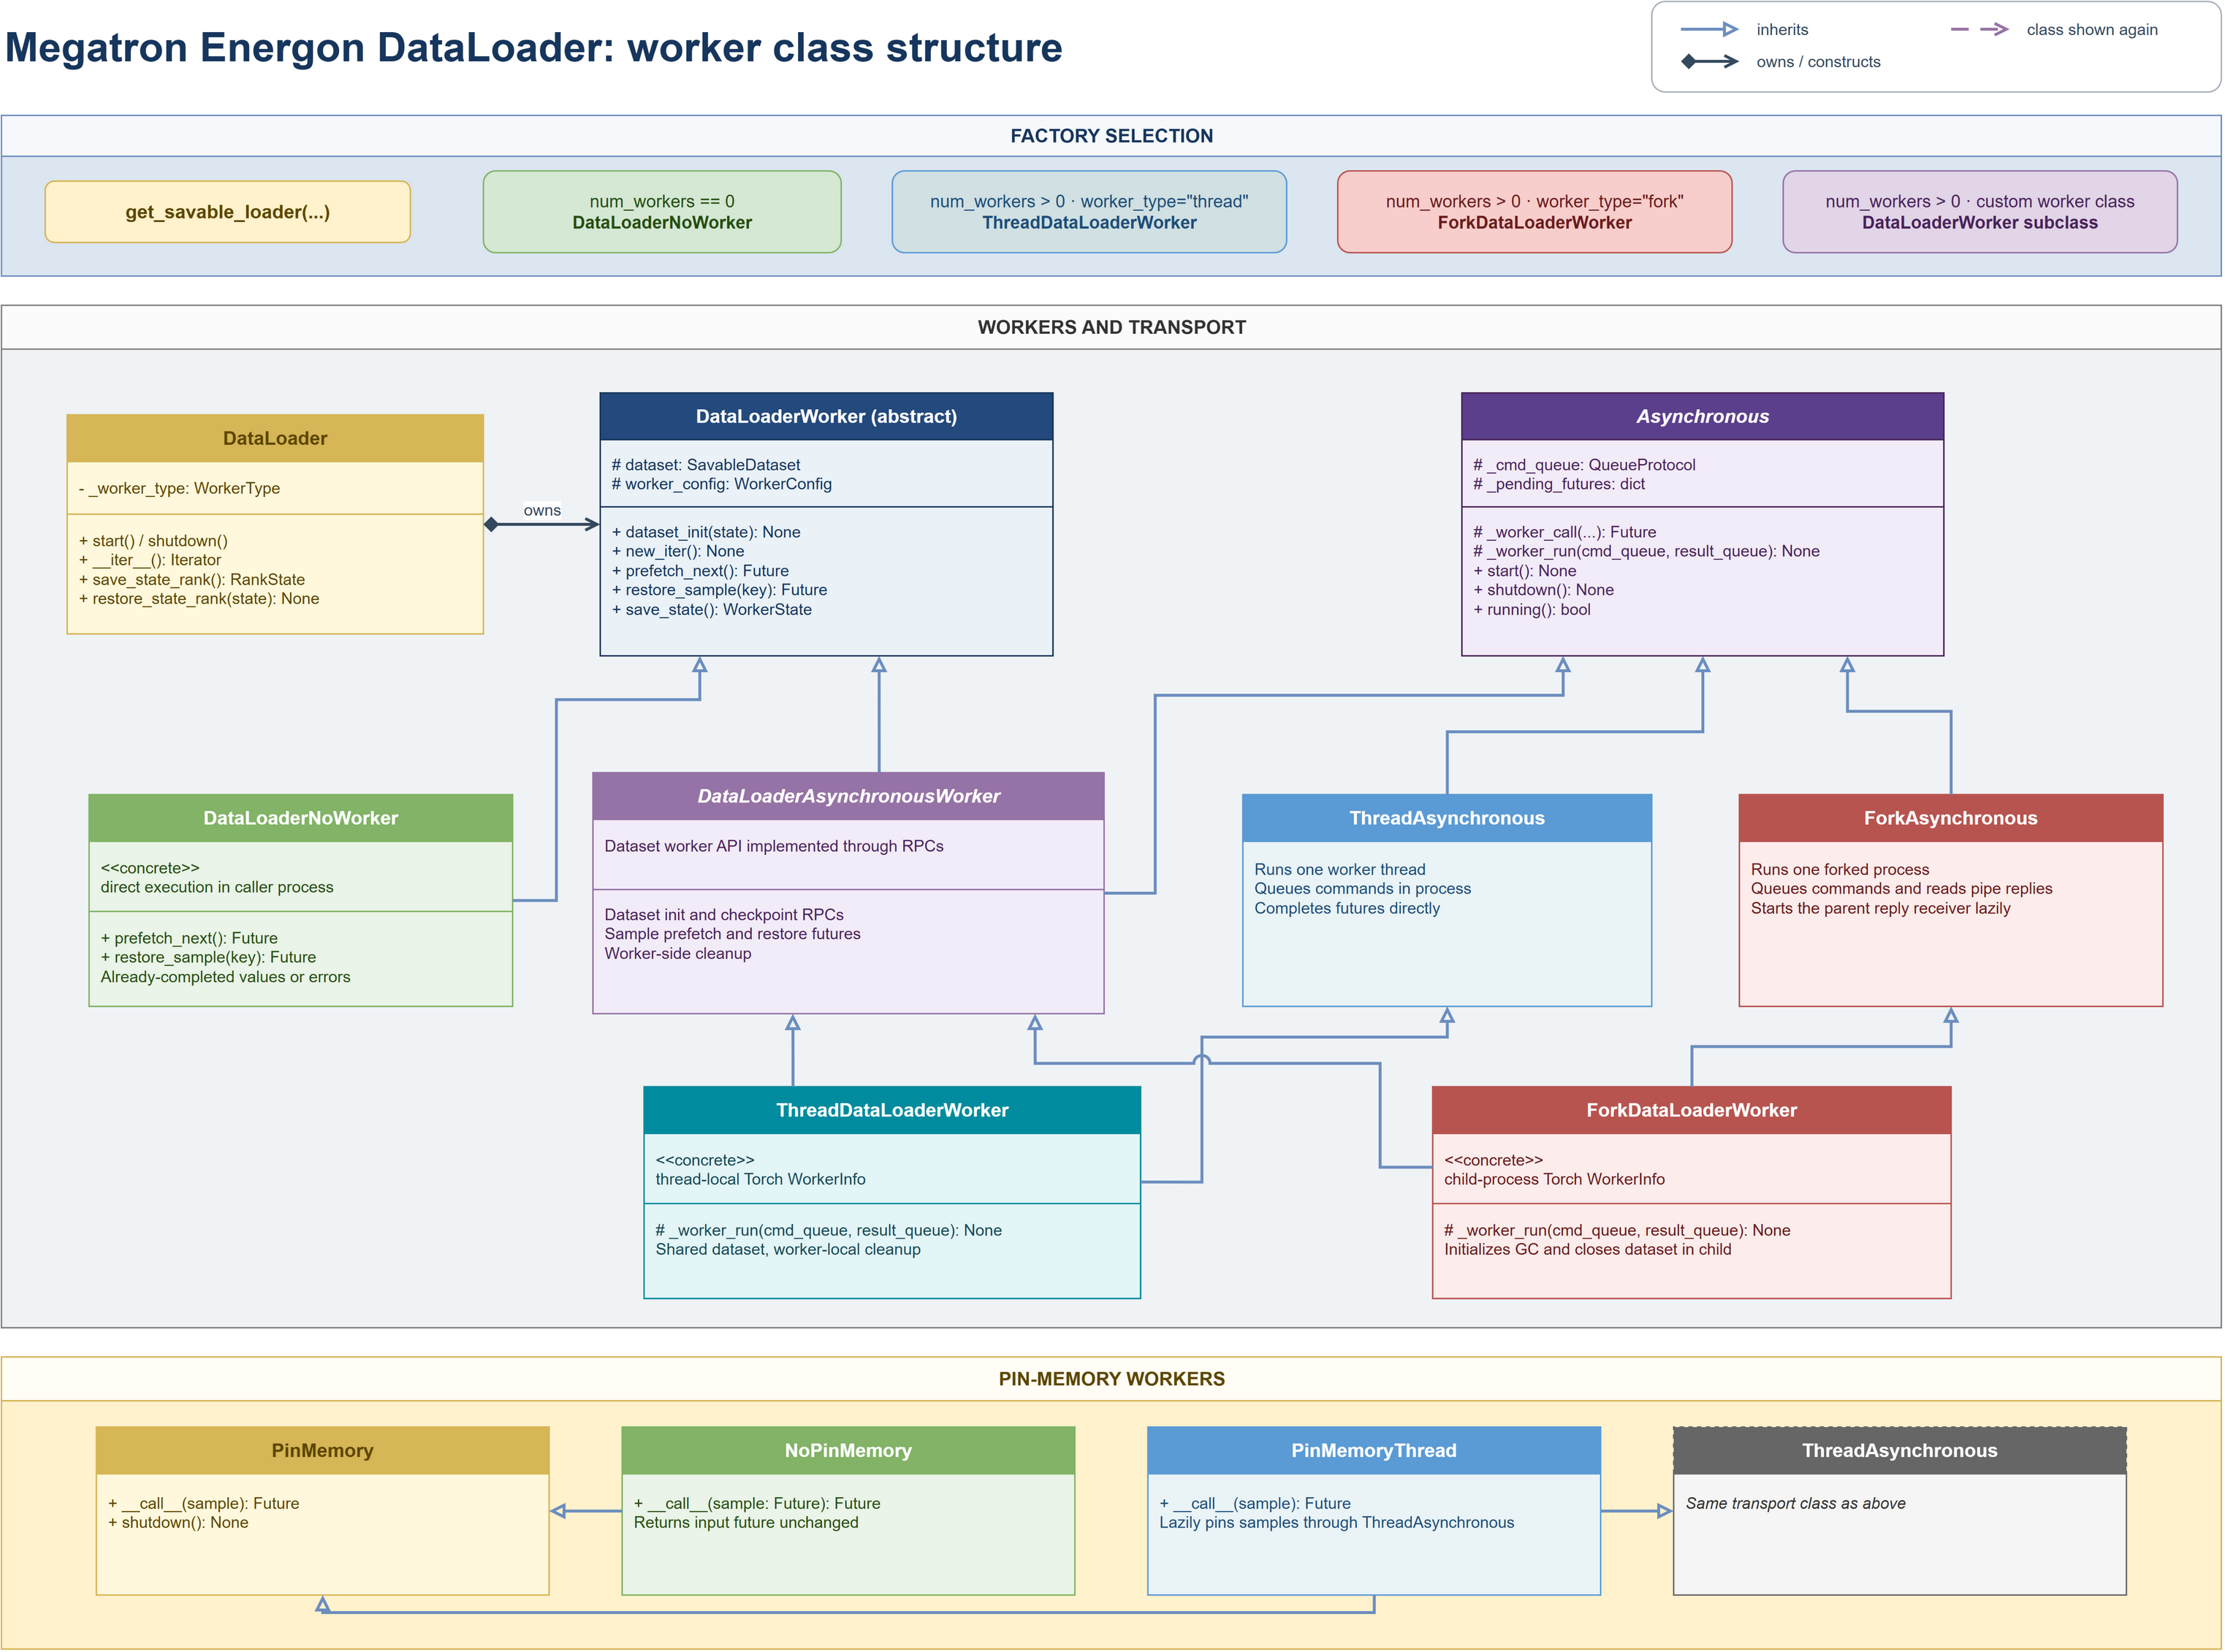 Megatron Energon DataLoader: worker class structure
inherits
class shown again
owns / constructs
FACTORY SELECTION
get_savable_loader(...)
num_workers == 0
DataLoaderNoWorker
num_workers > 0 · worker_type="thread"
ThreadDataLoaderWorker
num_workers > 0 · worker_type="fork"
ForkDataLoaderWorker
num_workers > 0 · custom worker class
DataLoaderWorker subclass
WORKERS AND TRANSPORT
DataLoader
- _worker_type: WorkerType
+ start() / shutdown()
+ __iter__(): Iterator
+ save_state_rank(): RankState
+ restore_state_rank(state): None
owns
DataLoaderWorker (abstract)
# dataset: SavableDataset
# worker_config: WorkerConfig
+ dataset_init(state): None
+ new_iter(): None
+ prefetch_next(): Future
+ restore_sample(key): Future
+ save_state(): WorkerState
Asynchronous
# _cmd_queue: QueueProtocol
# _pending_futures: dict
# _worker_call(...): Future
# _worker_run(cmd_queue, result_queue): None
+ start(): None
+ shutdown(): None
+ running(): bool
DataLoaderNoWorker
<<concrete>>
direct execution in caller process
+ prefetch_next(): Future
+ restore_sample(key): Future
Already-completed values or errors
DataLoaderAsynchronousWorker
Dataset worker API implemented through RPCs
Dataset init and checkpoint RPCs
Sample prefetch and restore futures
Worker-side cleanup
ThreadAsynchronous
Runs one worker thread
Queues commands in process
Completes futures directly
ForkAsynchronous
Runs one forked process
Queues commands and reads pipe replies
Starts the parent reply receiver lazily
ThreadDataLoaderWorker
<<concrete>>
thread-local Torch WorkerInfo
# _worker_run(cmd_queue, result_queue): None
Shared dataset, worker-local cleanup
ForkDataLoaderWorker
<<concrete>>
child-process Torch WorkerInfo
# _worker_run(cmd_queue, result_queue): None
Initializes GC and closes dataset in child
PIN-MEMORY WORKERS
PinMemory
+ __call__(sample): Future
+ shutdown(): None
NoPinMemory
+ __call__(sample: Future): Future
Returns input future unchanged
PinMemoryThread
+ __call__(sample): Future
Lazily pins samples through ThreadAsynchronous
ThreadAsynchronous
Same transport class as above